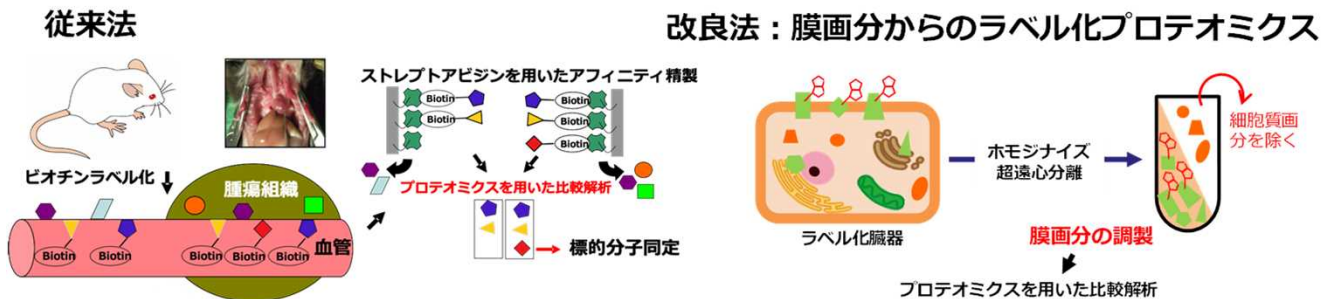 従来法
ビオチンラベル化
腫瘍組織
血管
Biotin
Biotin
Biotin
Biotin
Biotin
ストレプトアビジンを用いたアフィニティ精製
Biotin
Biotin
Biotin
Biotin
Biotin
プロテオミクスを用いた比較解析
標的分子同定
改良法：膜画分からのラベル化プロテオミクス
ラベル化臓器
ホモジナイズ
超遠心分離
細胞質画
分を除く
膜画分の調製
プロテオミクスを用いた比較解析